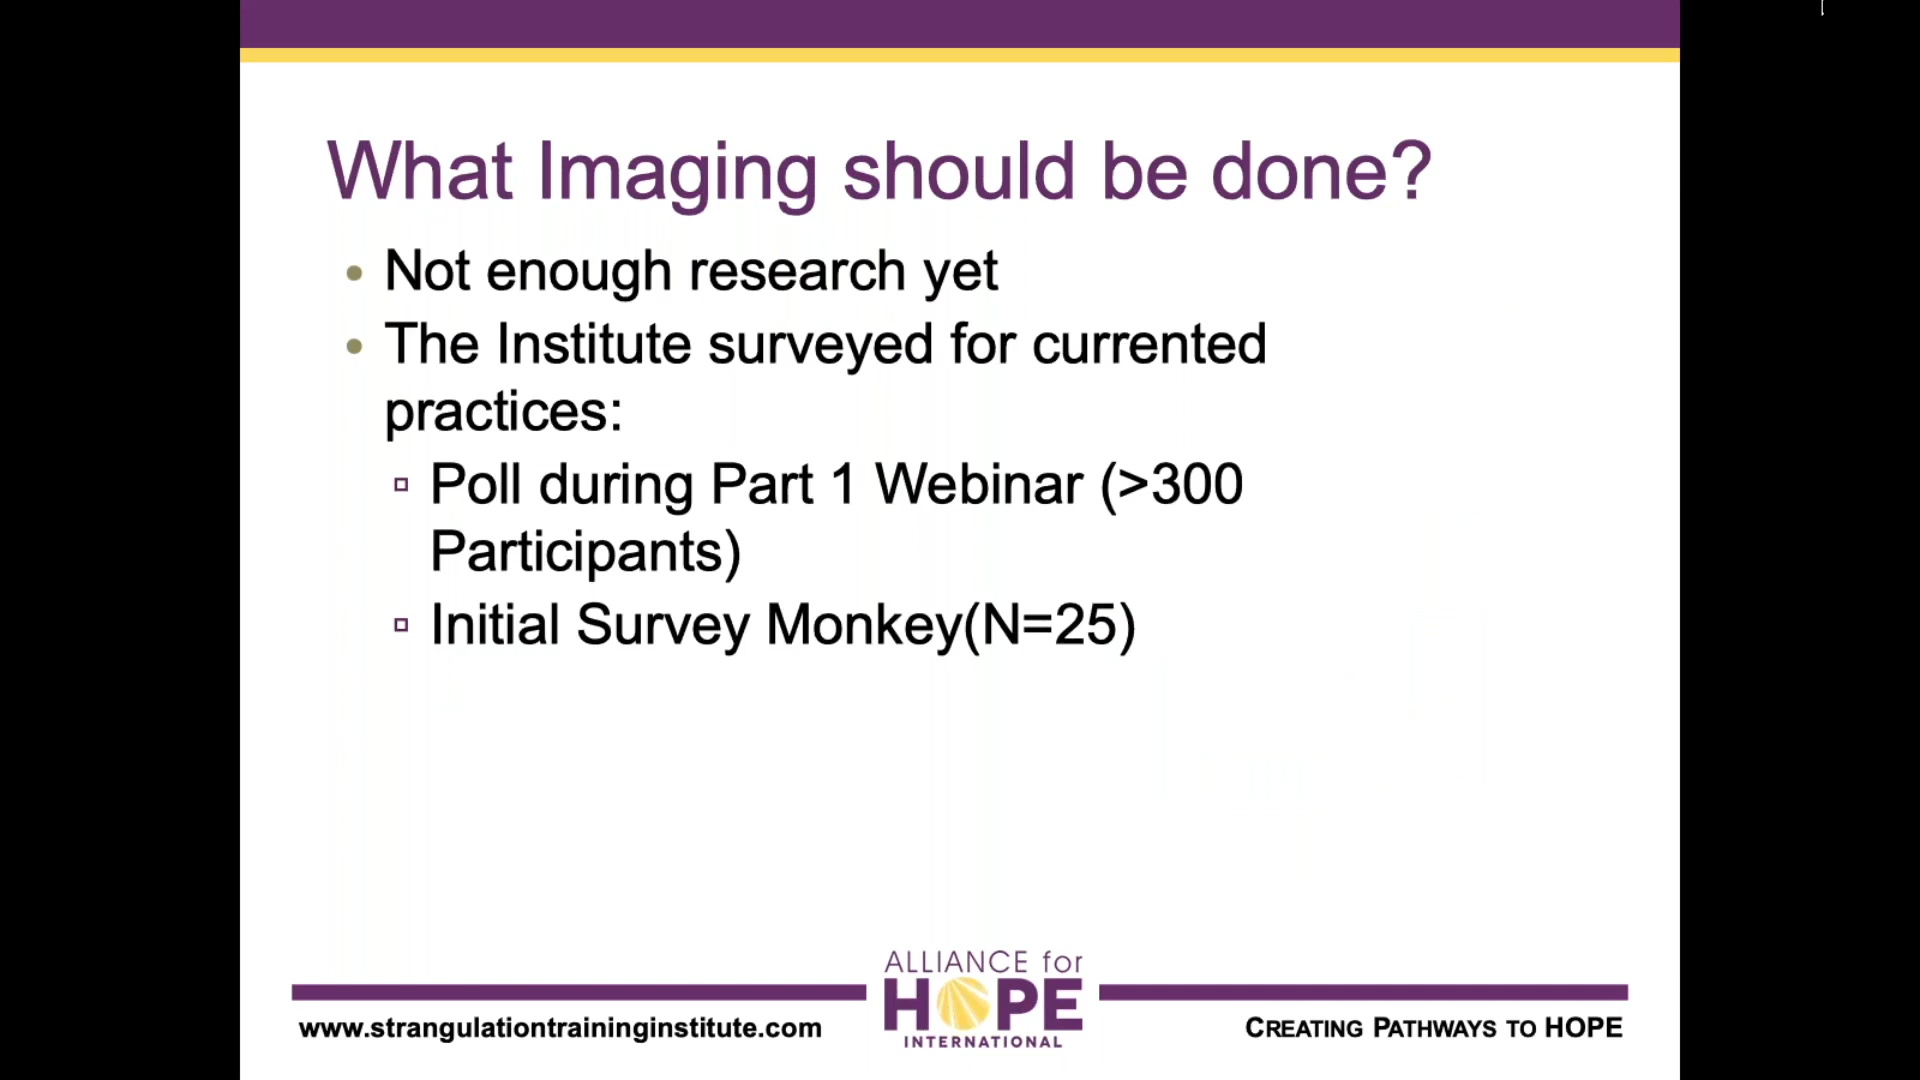 What Imaging should be done?
• Not enough research yet
• The Institute surveyed for currented
practices:
▫ Poll during Part 1 Webinar (>300
Participants)
▫ Initial Survey Monkey(N=25)
ALLIANCE for
HOPE
INTERNATIONAL
www.strangulationtraininginstitute.com
CREATING PATHWAYS TO HOPE